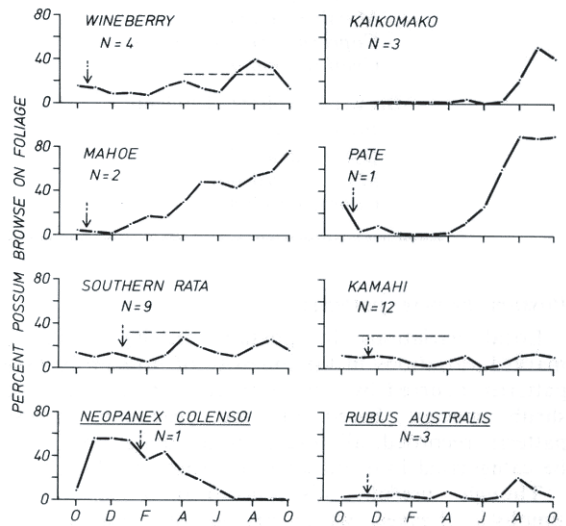 PERCENT POSSUM BROWSE ON FOLIAGE
80
40
0
WINEBERRY
N = 4
KAIKOMAKO
N = 3
80
40
0
MAHOE
N = 2
PATE
N = 1
80
40
0
SOUTHERN RATA
N = 9
KAMAHI
N = 12
80
40
0
NEOPANEX COLENSOI
N = 1
RUBUS AUSTRALIS
N = 3
O D F A J A O
O D F A J A O